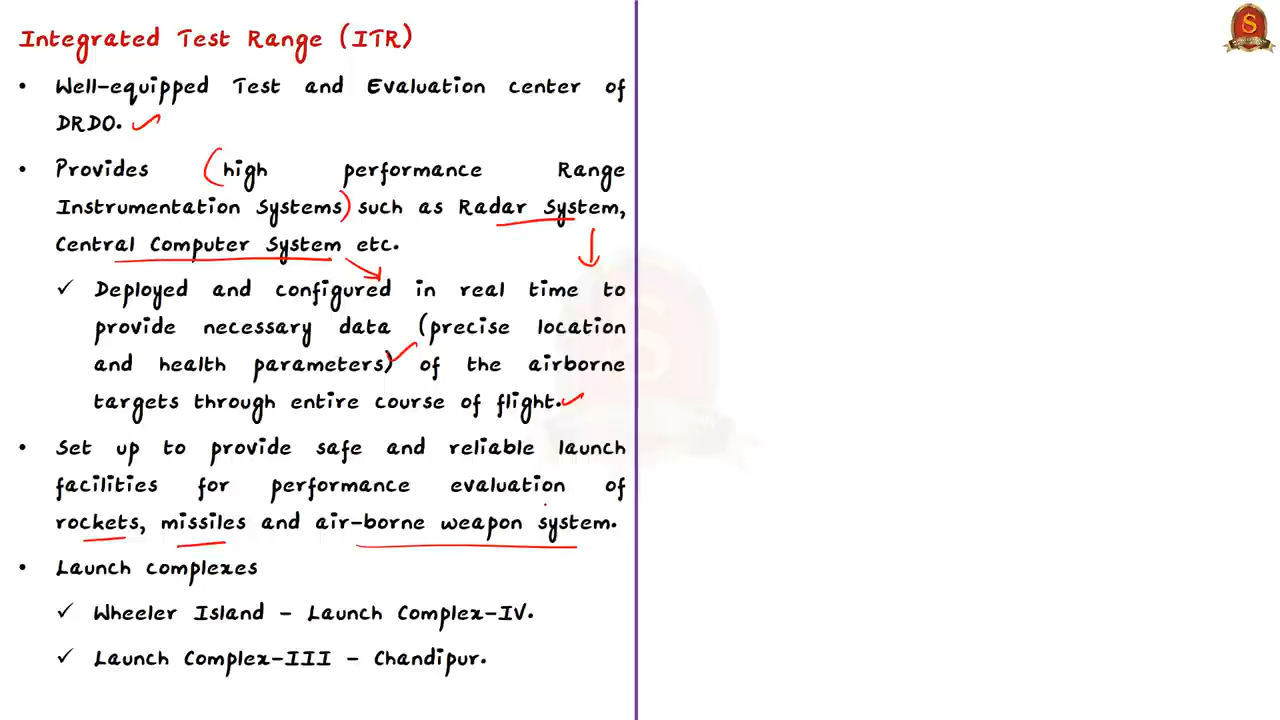 Integrated Test Range (ITR)
• Well-equipped Test and Evaluation center of
DRDO.
• Provides (high performance Range
Instrumentation Systems) such as Radar System,
Central Computer System etc.
✓ Deployed and configured in real time to
provide necessary data (precise location
and health parameters) of the airborne
targets through entire course of flight.
• Set up to provide safe and reliable launch
facilities for performance evaluation of
rockets, missiles and air-borne weapon system.
• Launch complexes
✓ Wheeler Island - Launch Complex-IV.
✓ Launch Complex-III - Chandipur.
S